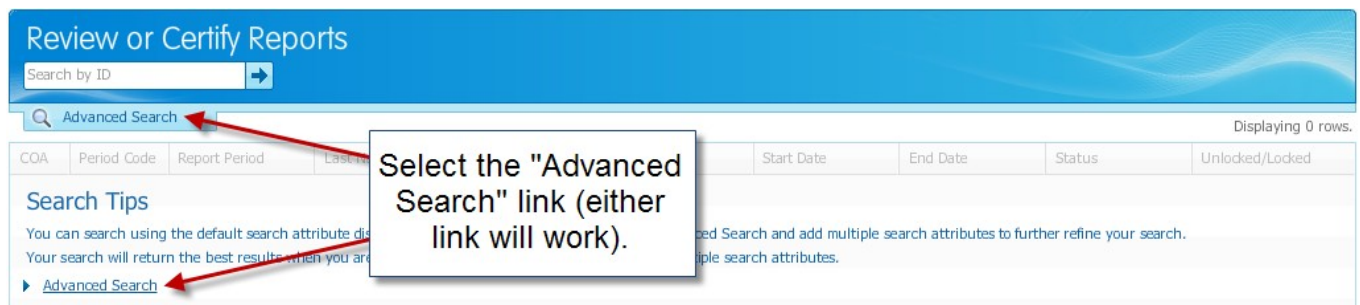 Review or Certify Reports
Search by ID
Advanced Search
Displaying 0 rows.
COA Period Code Report Period Start Date End Date Status Unlocked/Locked
Select the "Advanced
Search" link (either
link will work).
Search Tips
You can search using the default search attribute Search and add multiple search attributes to further refine your search.
Your search will return the best results when you are search attributes.
Advanced Search